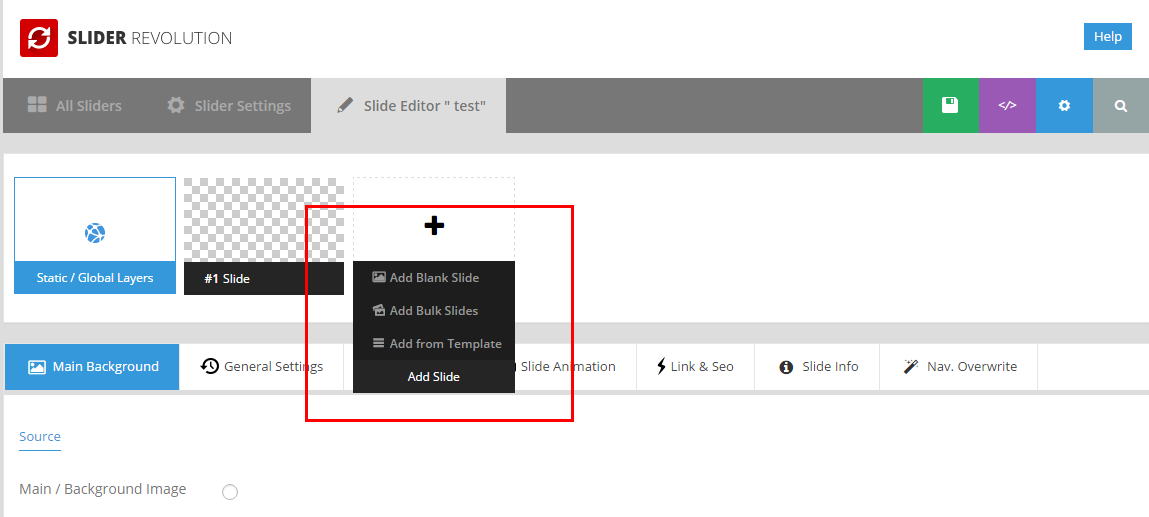 SLIDER REVOLUTION
Help
All Sliders
Slider Settings
Slide Editor " test"
</>
Static / Global Layers
#1 Slide
Add Blank Slide
Add Bulk Slides
Add from Template
Add Slide
Main Background
General Settings
Slide Animation
Link & Seo
Slide Info
Nav. Overwrite
Source
Main / Background Image